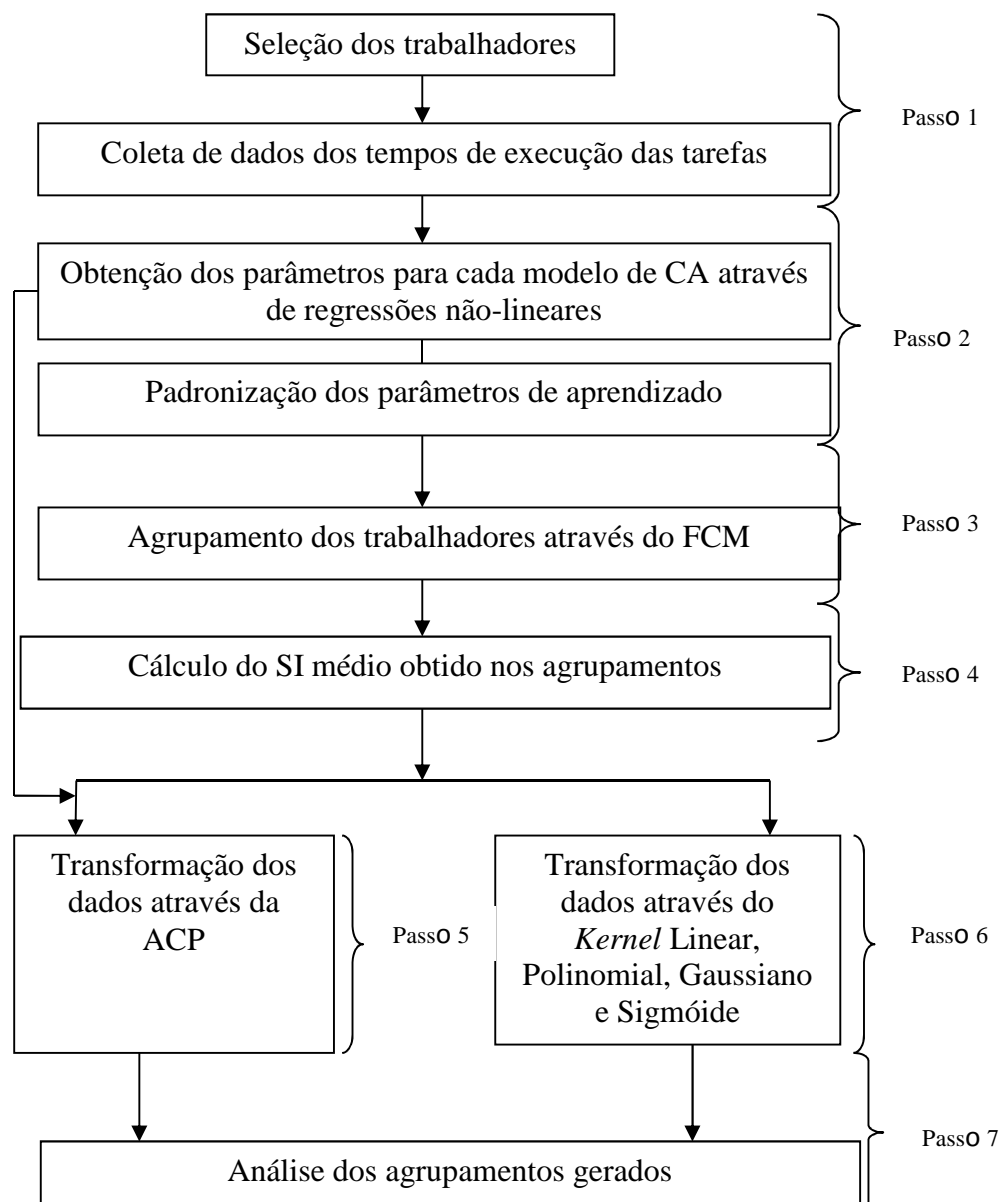 Seleção dos trabalhadores
Passo 1
Coleta de dados dos tempos de execução das tarefas
Obtenção dos parâmetros para cada modelo de CA através
de regressões não-lineares
Passo 2
Padronização dos parâmetros de aprendizado
Agrupamento dos trabalhadores através do FCM
Passo 3
Cálculo do SI médio obtido nos agrupamentos
Passo 4
Transformação dos
dados através da
ACP
Passo 5
Transformação dos
dados através do
Kernel Linear,
Polinomial, Gaussiano
e Sigmóide
Passo 6
Análise dos agrupamentos gerados
Passo 7